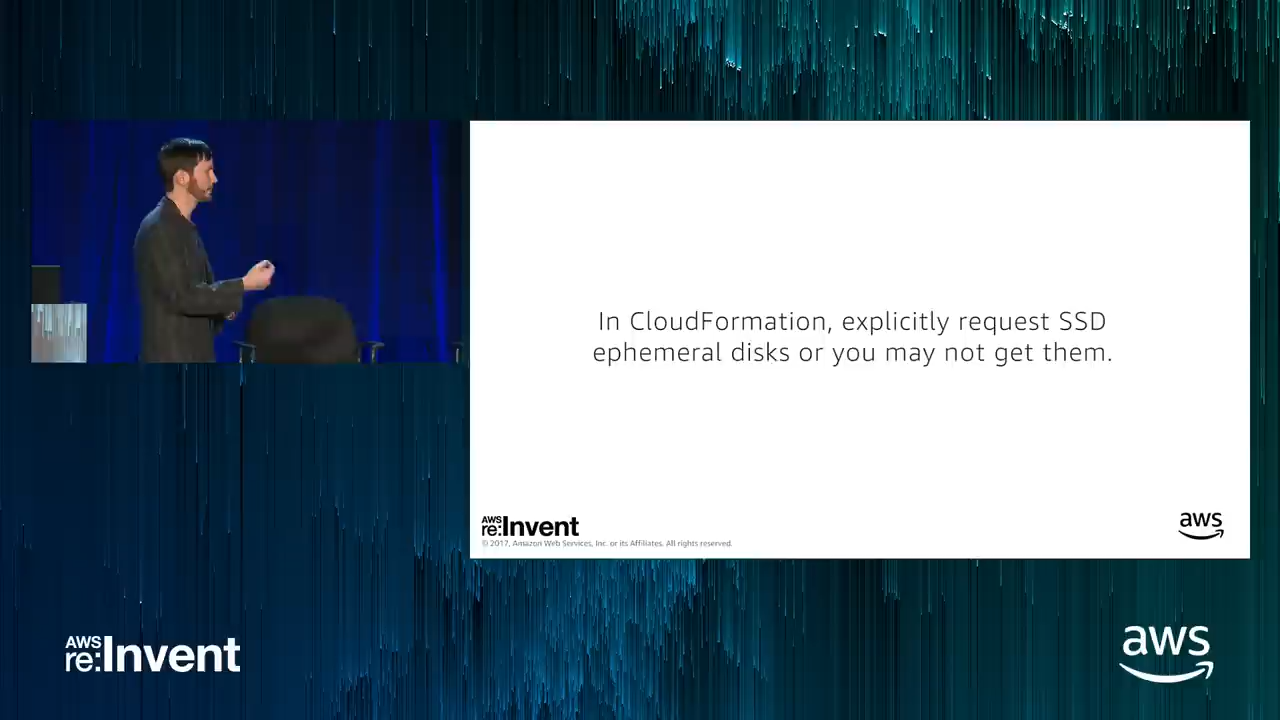 In CloudFormation, explicitly request SSD
ephemeral disks or you may not get them.
AWS
re:Invent
© 2017, Amazon Web Services, Inc. or its Affiliates. All rights reserved.
aws
AWS
re:Invent
aws